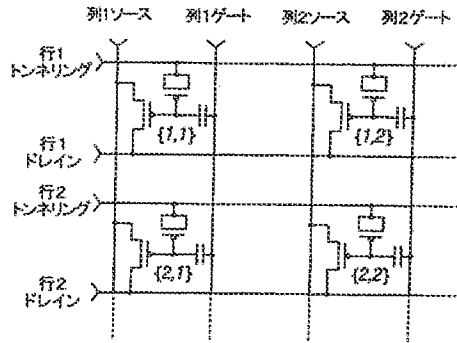 列1ソース 列1ゲート 列2ソース 列2ゲート
行1
トンネリング
{1,1} {1,2}
行1
ドレイン
行2
トンネリング
{2,1} {2,2}
行2
ドレイン